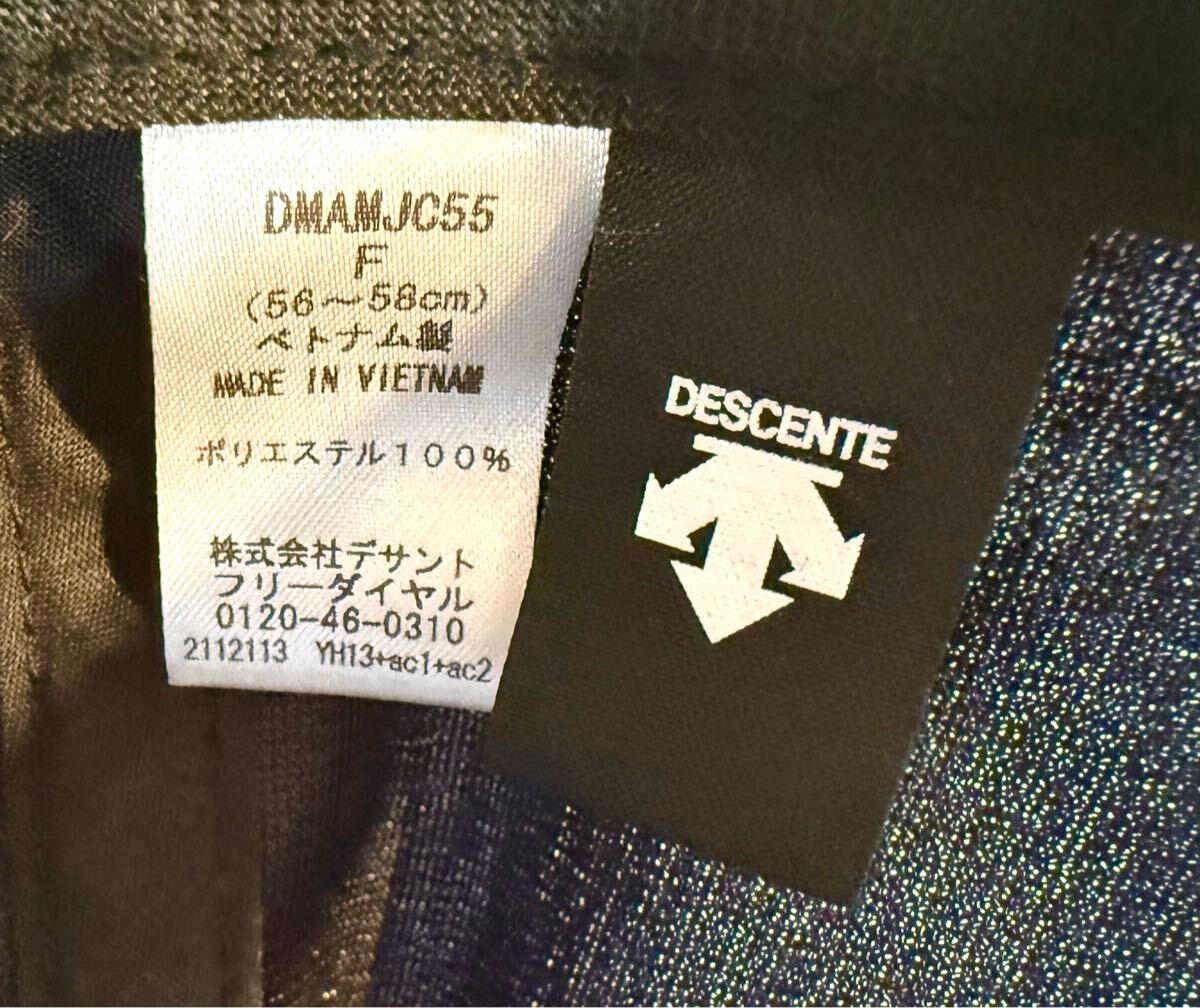 DMAMJC55
F
(56～58cm)
ベトナム製
MADE IN VIETNAM
ポリエステル１００％
株式会社デサント
フリーダイヤル
0120-46-0310
2112113 YH13+ac1+ac2
DESCENTE